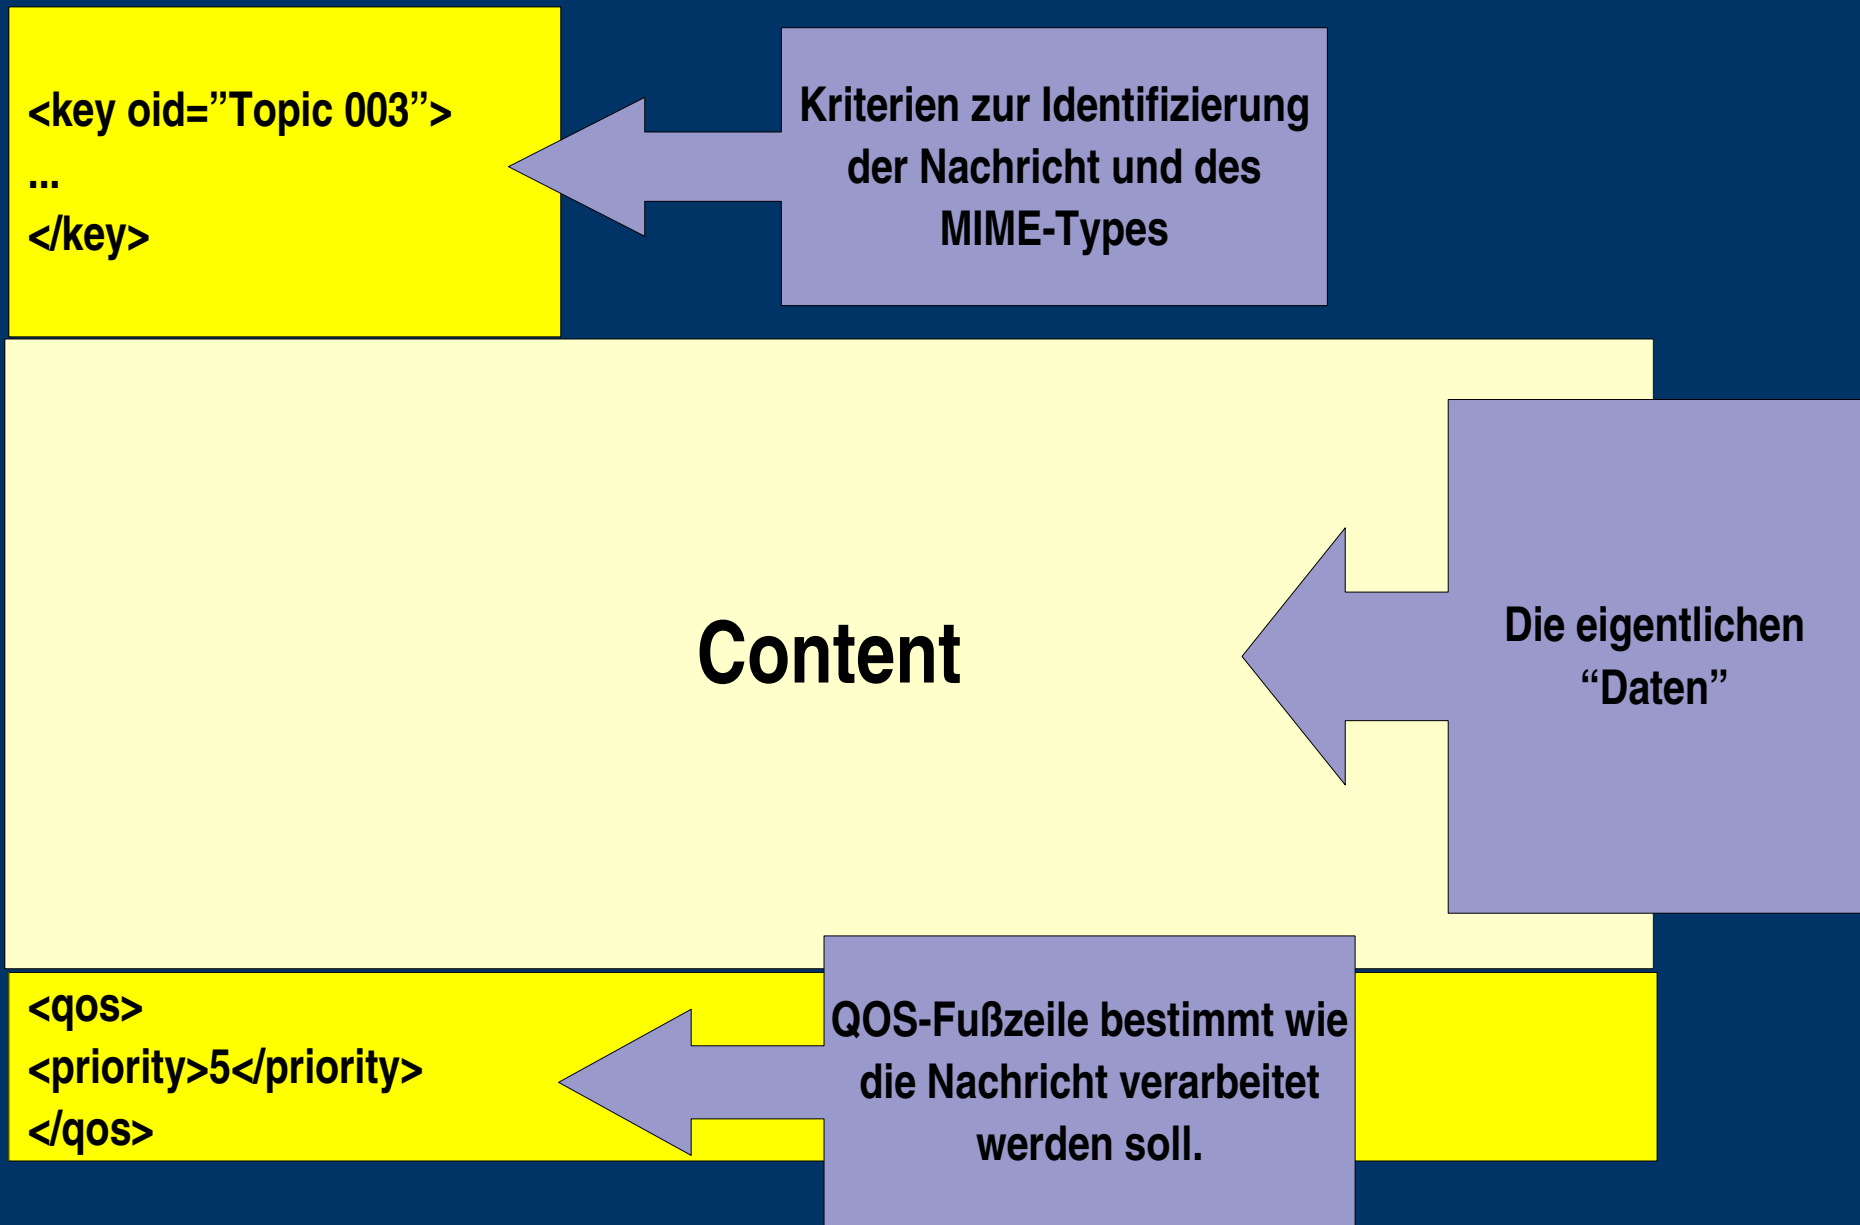 <key oid=”Topic 003”>
...
</key>
Kriterien zur Identifizierung
der Nachricht und des
MIME-Types
Content
Die eigentlichen
“Daten”
<qos>
<priority>5</priority>
</qos>
QOS-Fußzeile bestimmt wie
die Nachricht verarbeitet
werden soll.